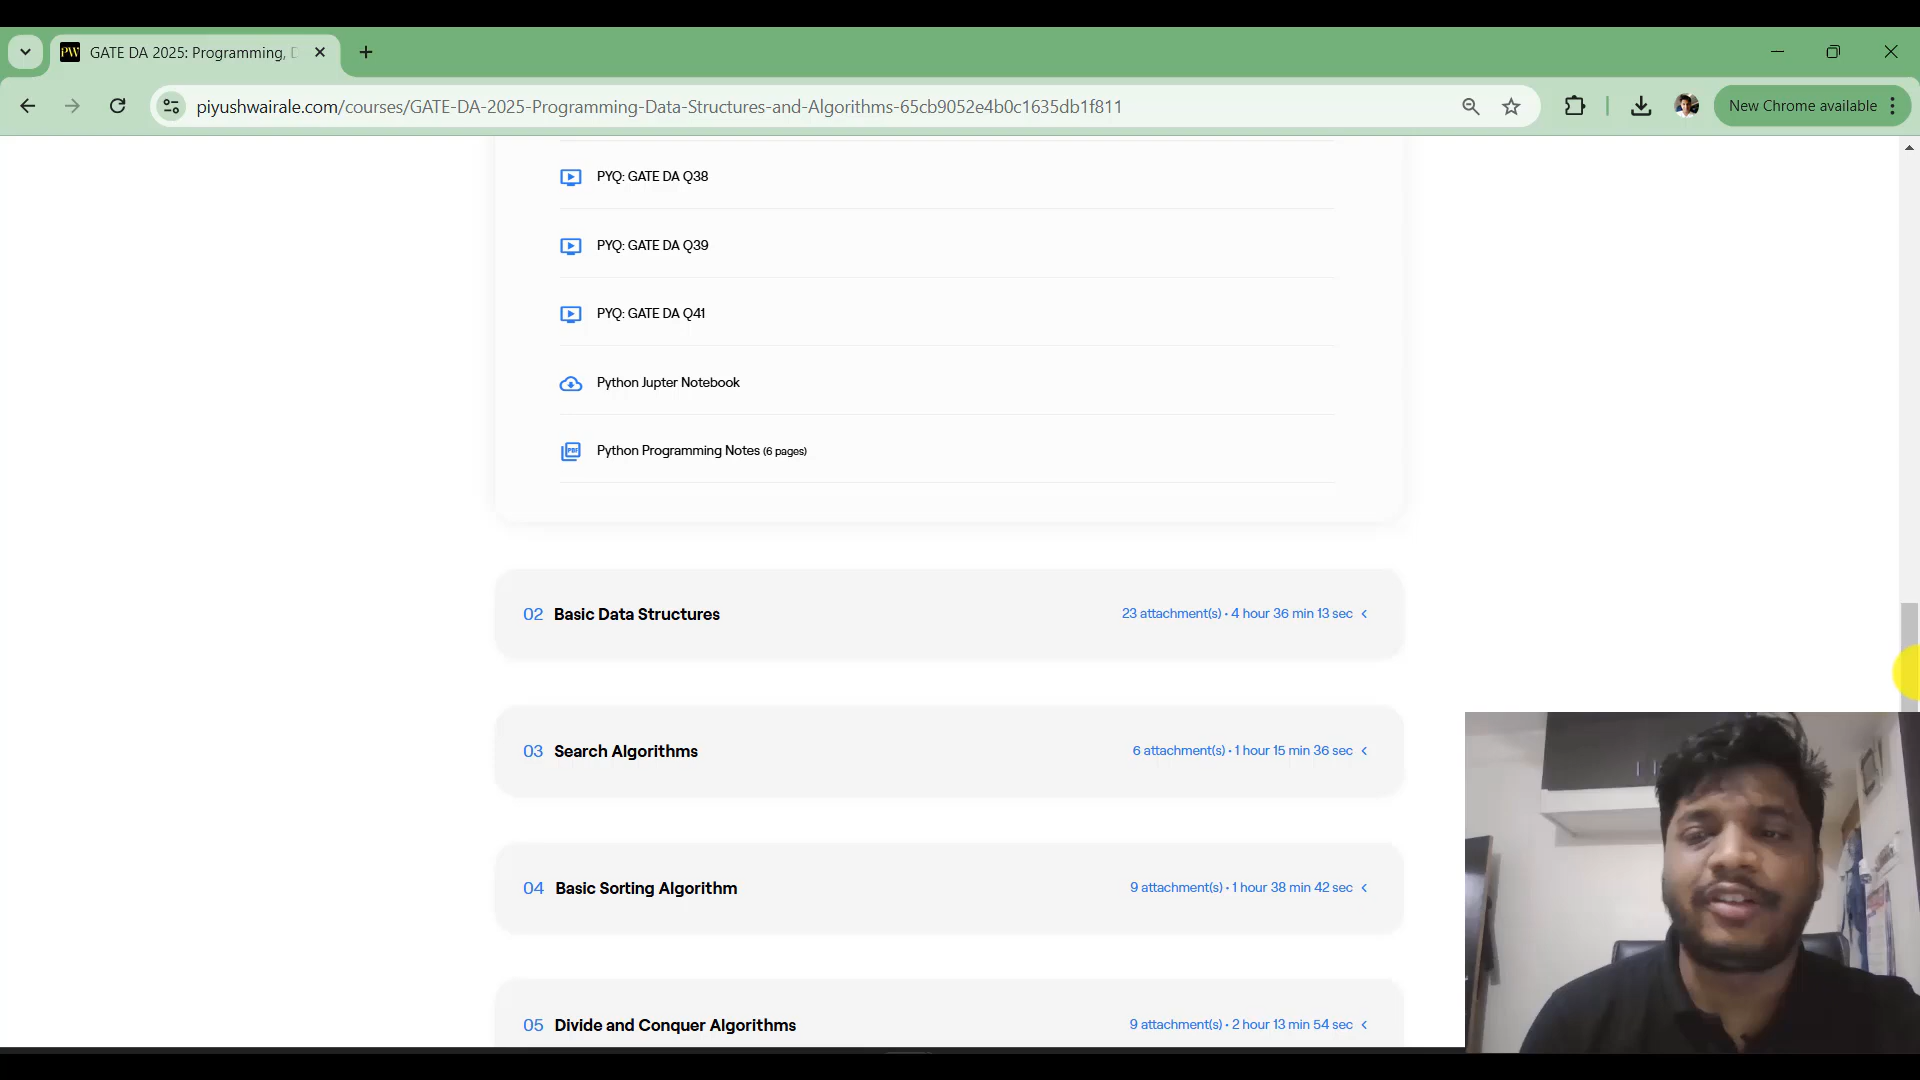 PW GATE DA 2025: Programming, D
piyushwairale.com/courses/GATE-DA-2025-Programming-Data-Structures-and-Algorithms-65cb9052e4b0c1635db1f811
New Chrome available
PYQ: GATE DA Q38
PYQ: GATE DA Q39
PYQ: GATE DA Q41
Python Jupter Notebook
PDF Python Programming Notes (6 pages)
02 Basic Data Structures 23 attachment(s) • 4 hour 36 min 13 sec
03 Search Algorithms 6 attachment(s) • 1 hour 15 min 36 sec
04 Basic Sorting Algorithm 9 attachment(s) • 1 hour 38 min 42 sec
05 Divide and Conquer Algorithms 9 attachment(s) • 2 hour 13 min 54 sec